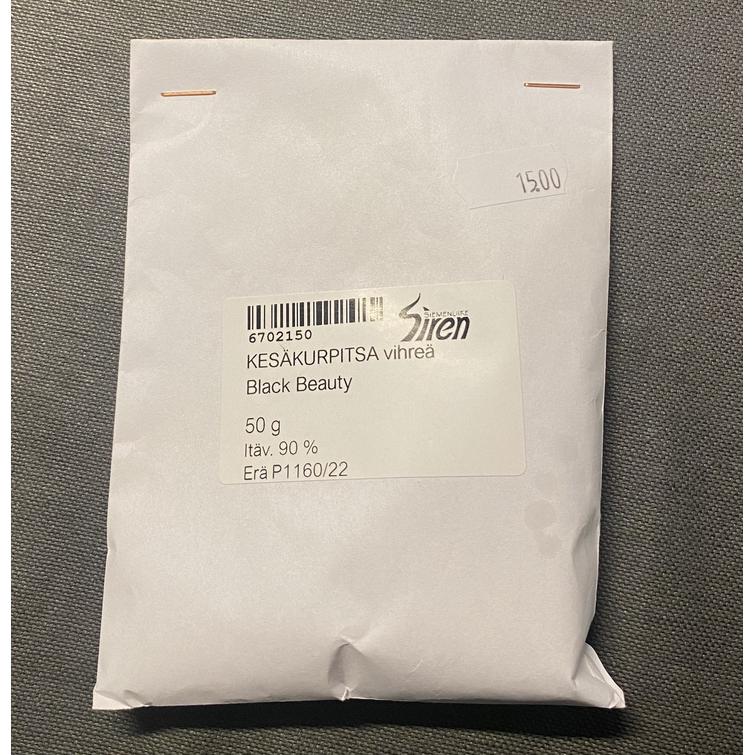 15.00
SIEMENLIIKE
Siren
6702150
KESÄKURPITSA vihreä
Black Beauty
50 g
Itäv. 90 %
Erä P1160/22